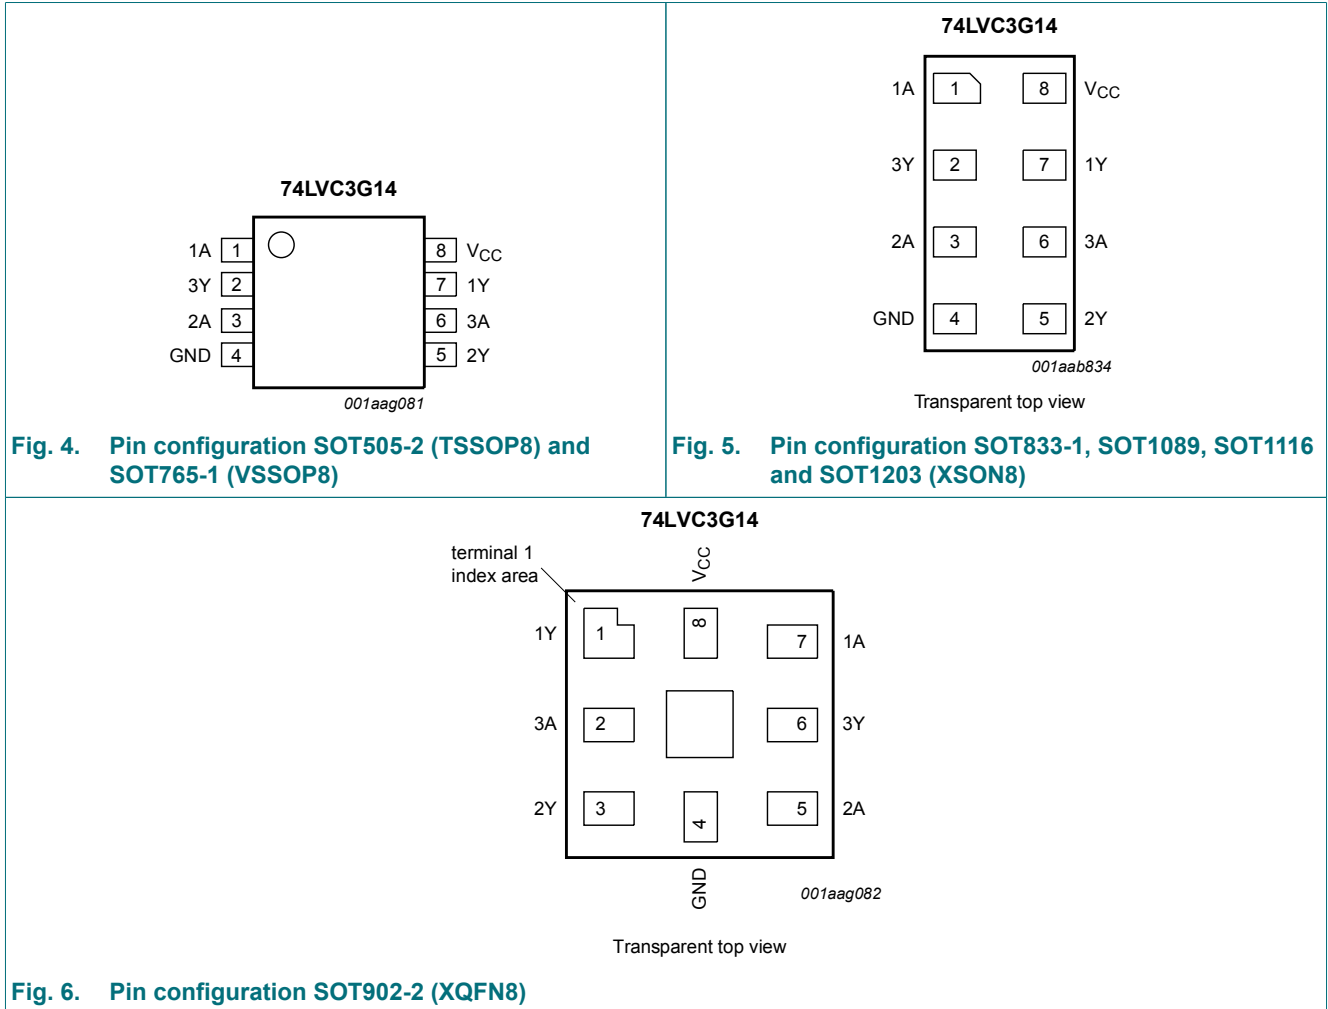 74LVC3G14
1A 1 8 VCC
3Y 2 7 1Y
2A 3 6 3A
GND 4 5 2Y
001aag081
Fig. 4. Pin configuration SOT505-2 (TSSOP8) and
SOT765-1 (VSSOP8)
74LVC3G14
1A 1 8 VCC
3Y 2 7 1Y
2A 3 6 3A
GND 4 5 2Y
001aab834
Transparent top view
Fig. 5. Pin configuration SOT833-1, SOT1089, SOT1116
and SOT1203 (XSON8)
74LVC3G14
terminal 1
index area
VCC
1Y 1 8 7 1A
3A 2 6 3Y
2Y 3 4 5 2A
GND
001aag082
Transparent top view
Fig. 6. Pin configuration SOT902-2 (XQFN8)